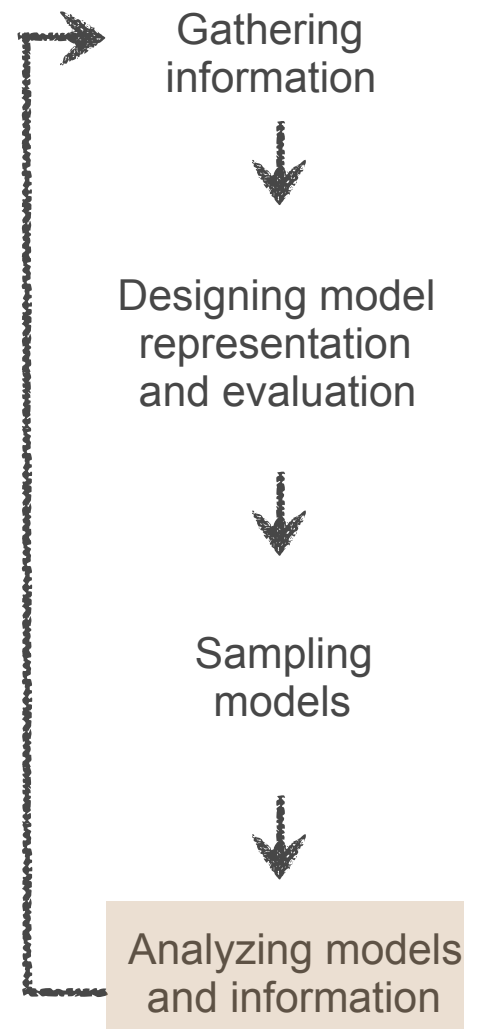 Gathering
information
Designing model
representation
and evaluation
Sampling
models
Analyzing models
and information